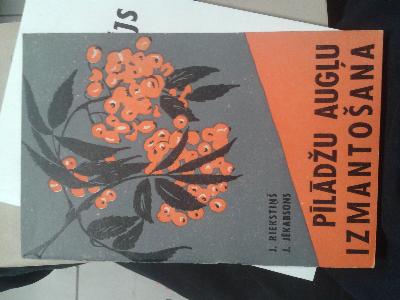 J. RIEKSTIŅŠ
J. JĒKABSONS
PĪLĀDŽU AUGĻU
IZMANTOŠANA